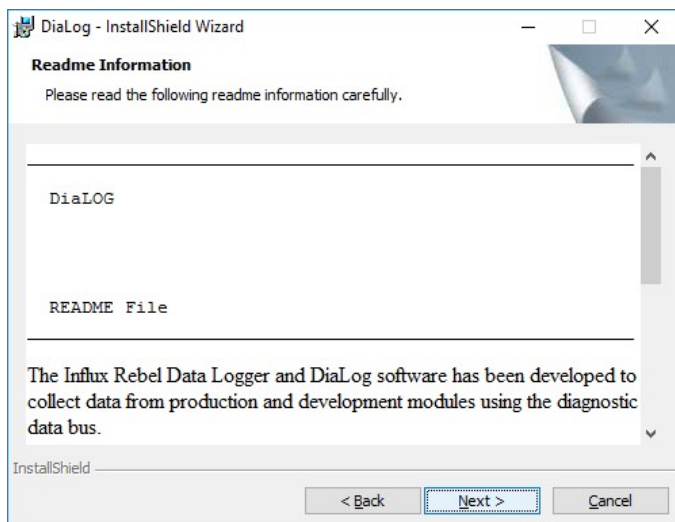 DiaLog - InstallShield Wizard
Readme Information
Please read the following readme information carefully.
DiaLOG
README File
The Influx Rebel Data Logger and DiaLog software has been developed to
collect data from production and development modules using the diagnostic
data bus.
InstallShield
< Back
Next >
Cancel